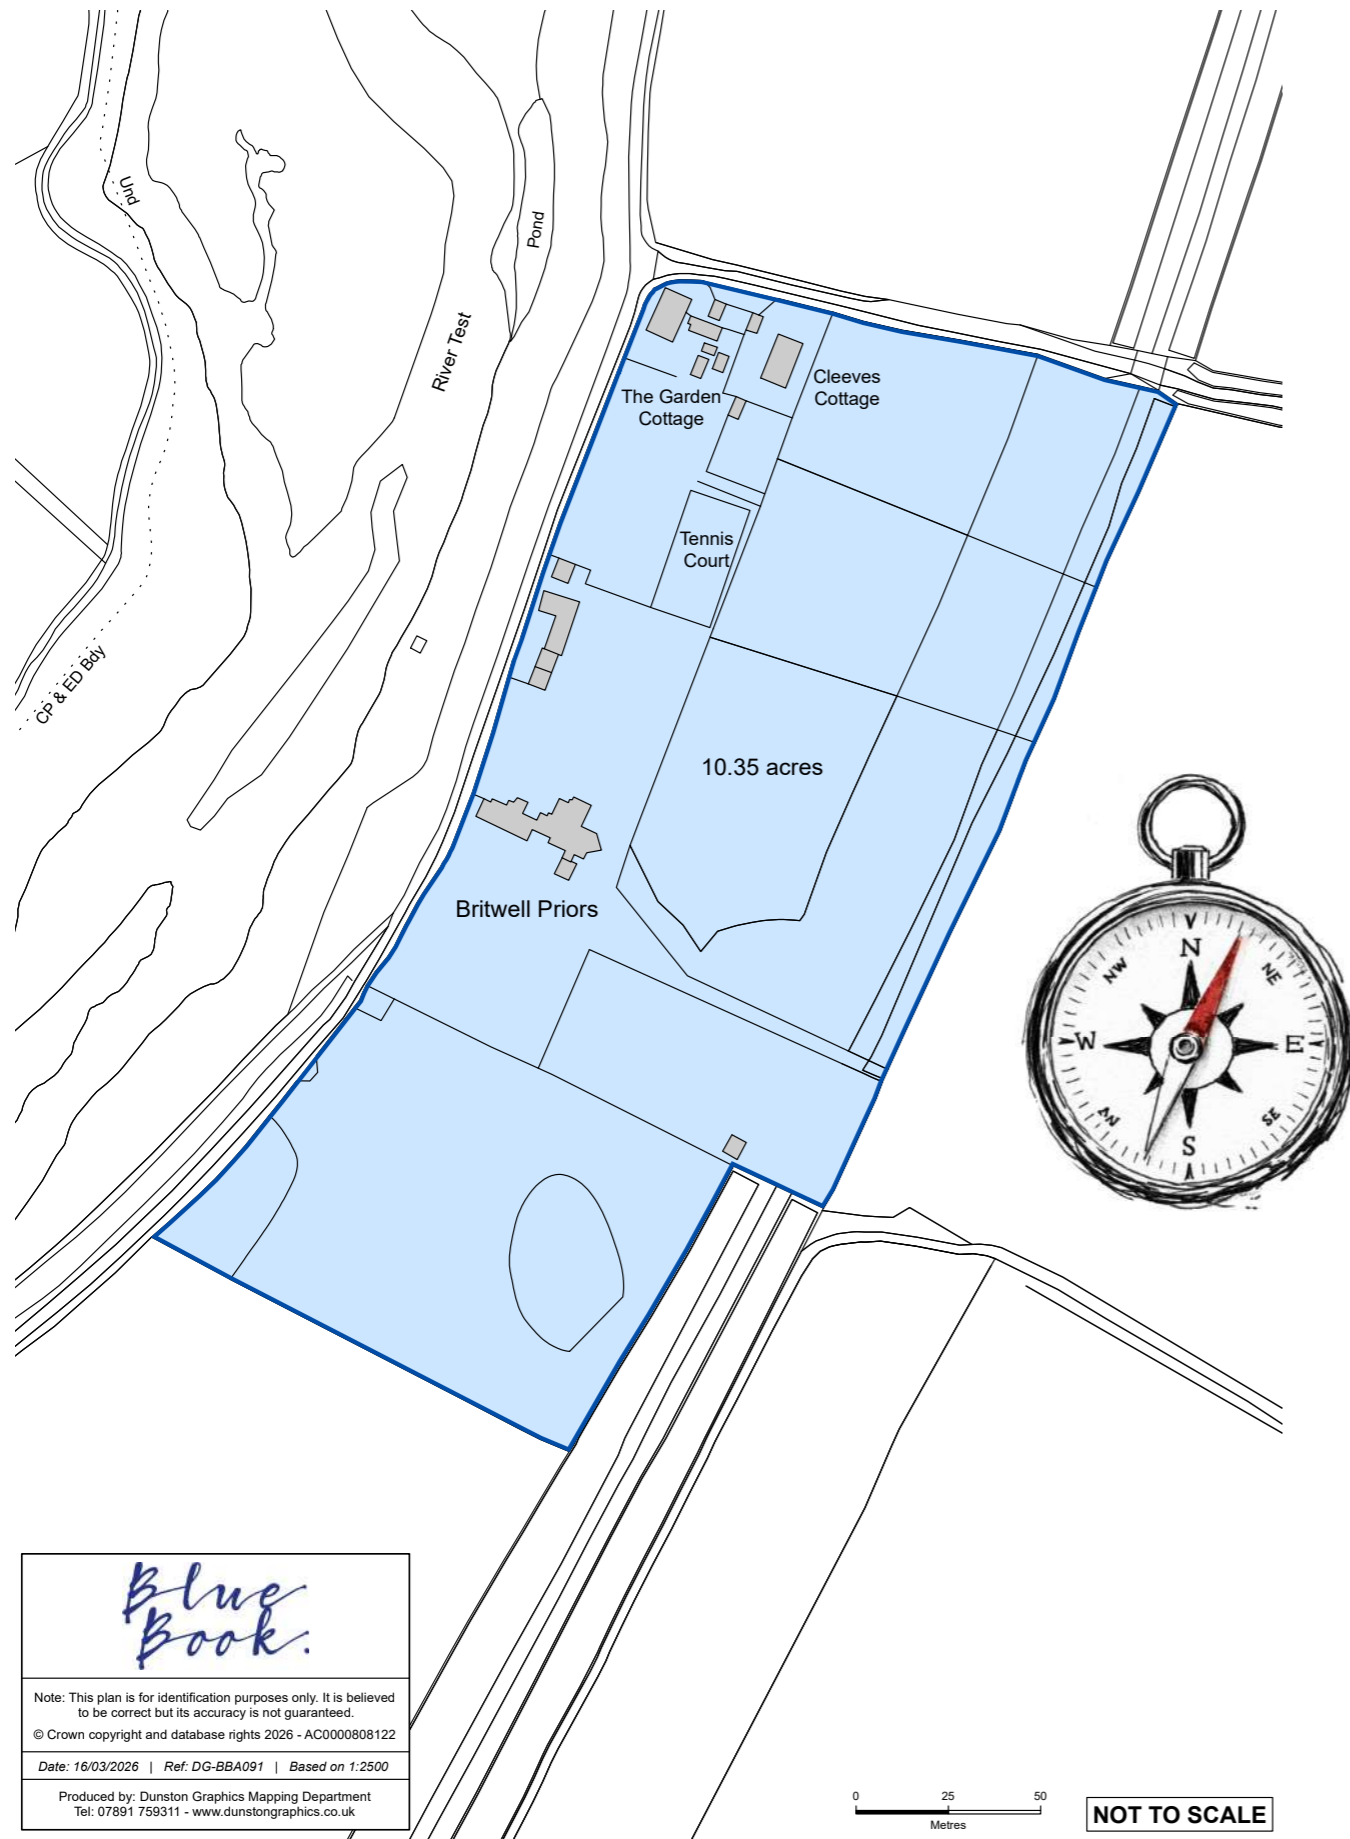 Und
Pond
River Test
The Garden
Cottage
Cleeves
Cottage
Tennis
Court
CP & ED Bdy
10.35 acres
Britwell Priors
N
NE
E
SE
S
W
NW
Blue
Book.
Note: This plan is for identification purposes only. It is believed
to be correct but its accuracy is not guaranteed.
© Crown copyright and database rights 2026 - AC0000808122
Date: 16/03/2026 | Ref: DG-BBA091 | Based on 1:2500
Produced by: Dunston Graphics Mapping Department
Tel: 07891 759311 - www.dunstongraphics.co.uk
0 25 50
Metres
NOT TO SCALE